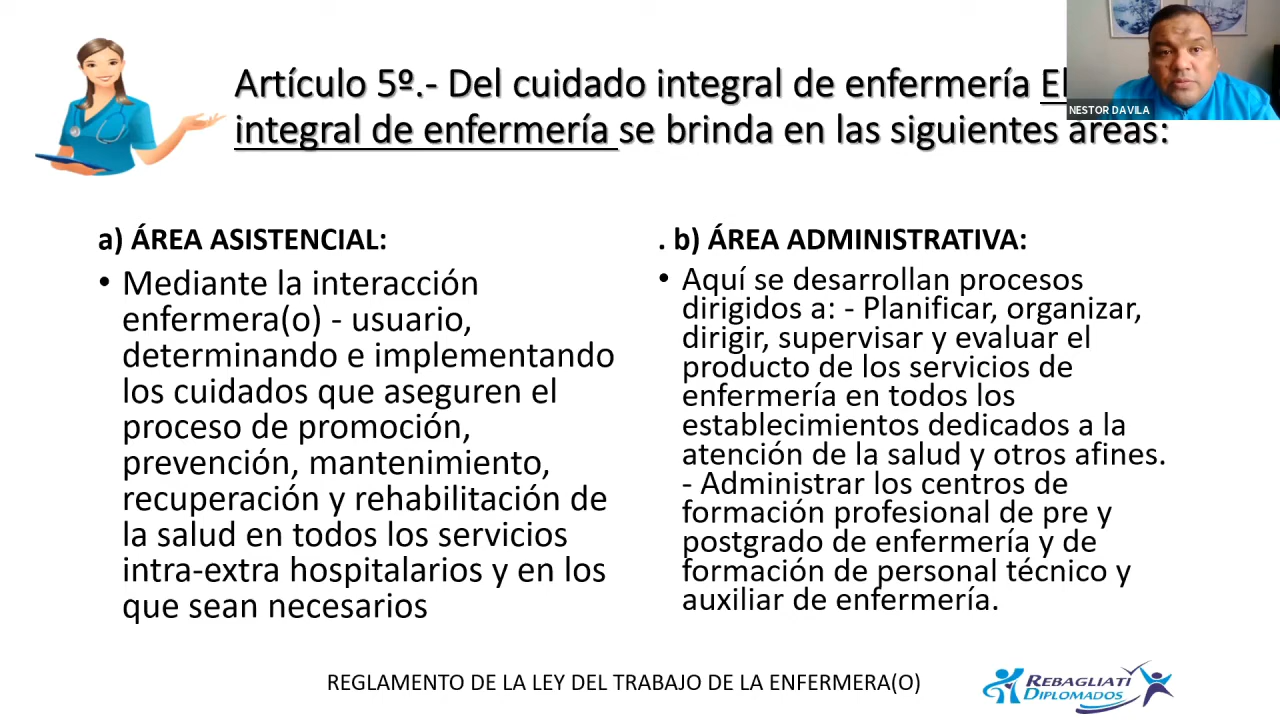 Artículo 5º.- Del cuidado integral de enfermería El
integral de enfermería se brinda en las siguientes áreas:
NESTOR DAVILA
a) ÁREA ASISTENCIAL:
• Mediante la interacción
enfermera(o) - usuario,
determinando e implementando
los cuidados que aseguren el
proceso de promoción,
prevención, mantenimiento,
recuperación y rehabilitación de
la salud en todos los servicios
intra-extra hospitalarios y en los
que sean necesarios
. b) ÁREA ADMINISTRATIVA:
• Aquí se desarrollan procesos
dirigidos a: - Planificar, organizar,
dirigir, supervisar y evaluar el
producto de los servicios de
enfermería en todos los
establecimientos dedicados a la
atención de la salud y otros afines.
- Administrar los centros de
formación profesional de pre y
postgrado de enfermería y de
formación de personal técnico y
auxiliar de enfermería.
REGLAMENTO DE LA LEY DEL TRABAJO DE LA ENFERMERA(O)
REBAGLIATI
DIPLOMADOS